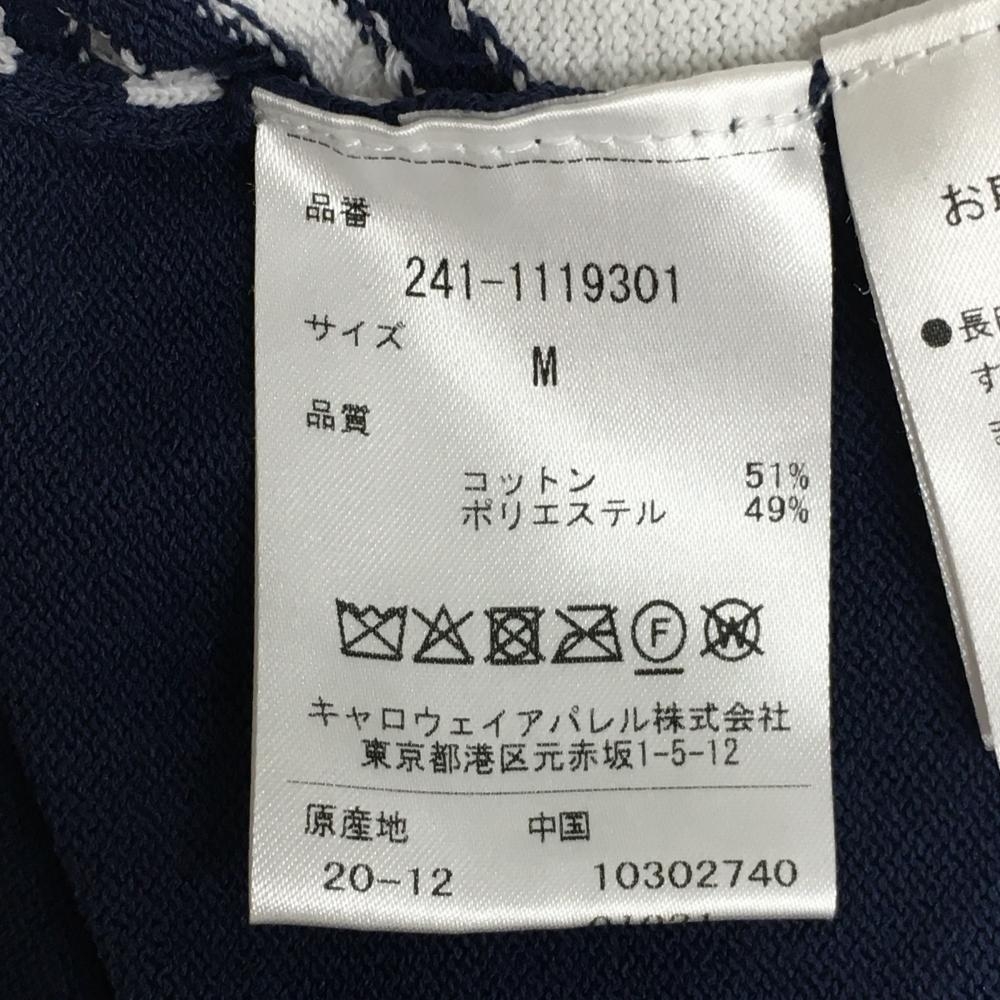 品番
241-1119301
サイズ
M
品質
コットン 51%
ポリエステル 49%
F
W
キャロウェイアパレル株式会社
東京都港区元赤坂1-5-12
原産地 中国
20-12 10302740
お
●長
す